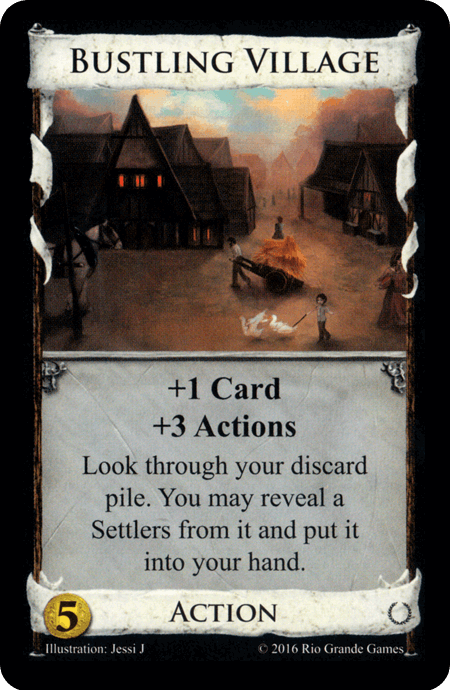 BUSTLING VILLAGE
+1 Card
+3 Actions
Look through your discard
pile. You may reveal a
Settlers from it and put it
into your hand.
5
ACTION
Illustration: Jessi J
© 2016 Rio Grande Games